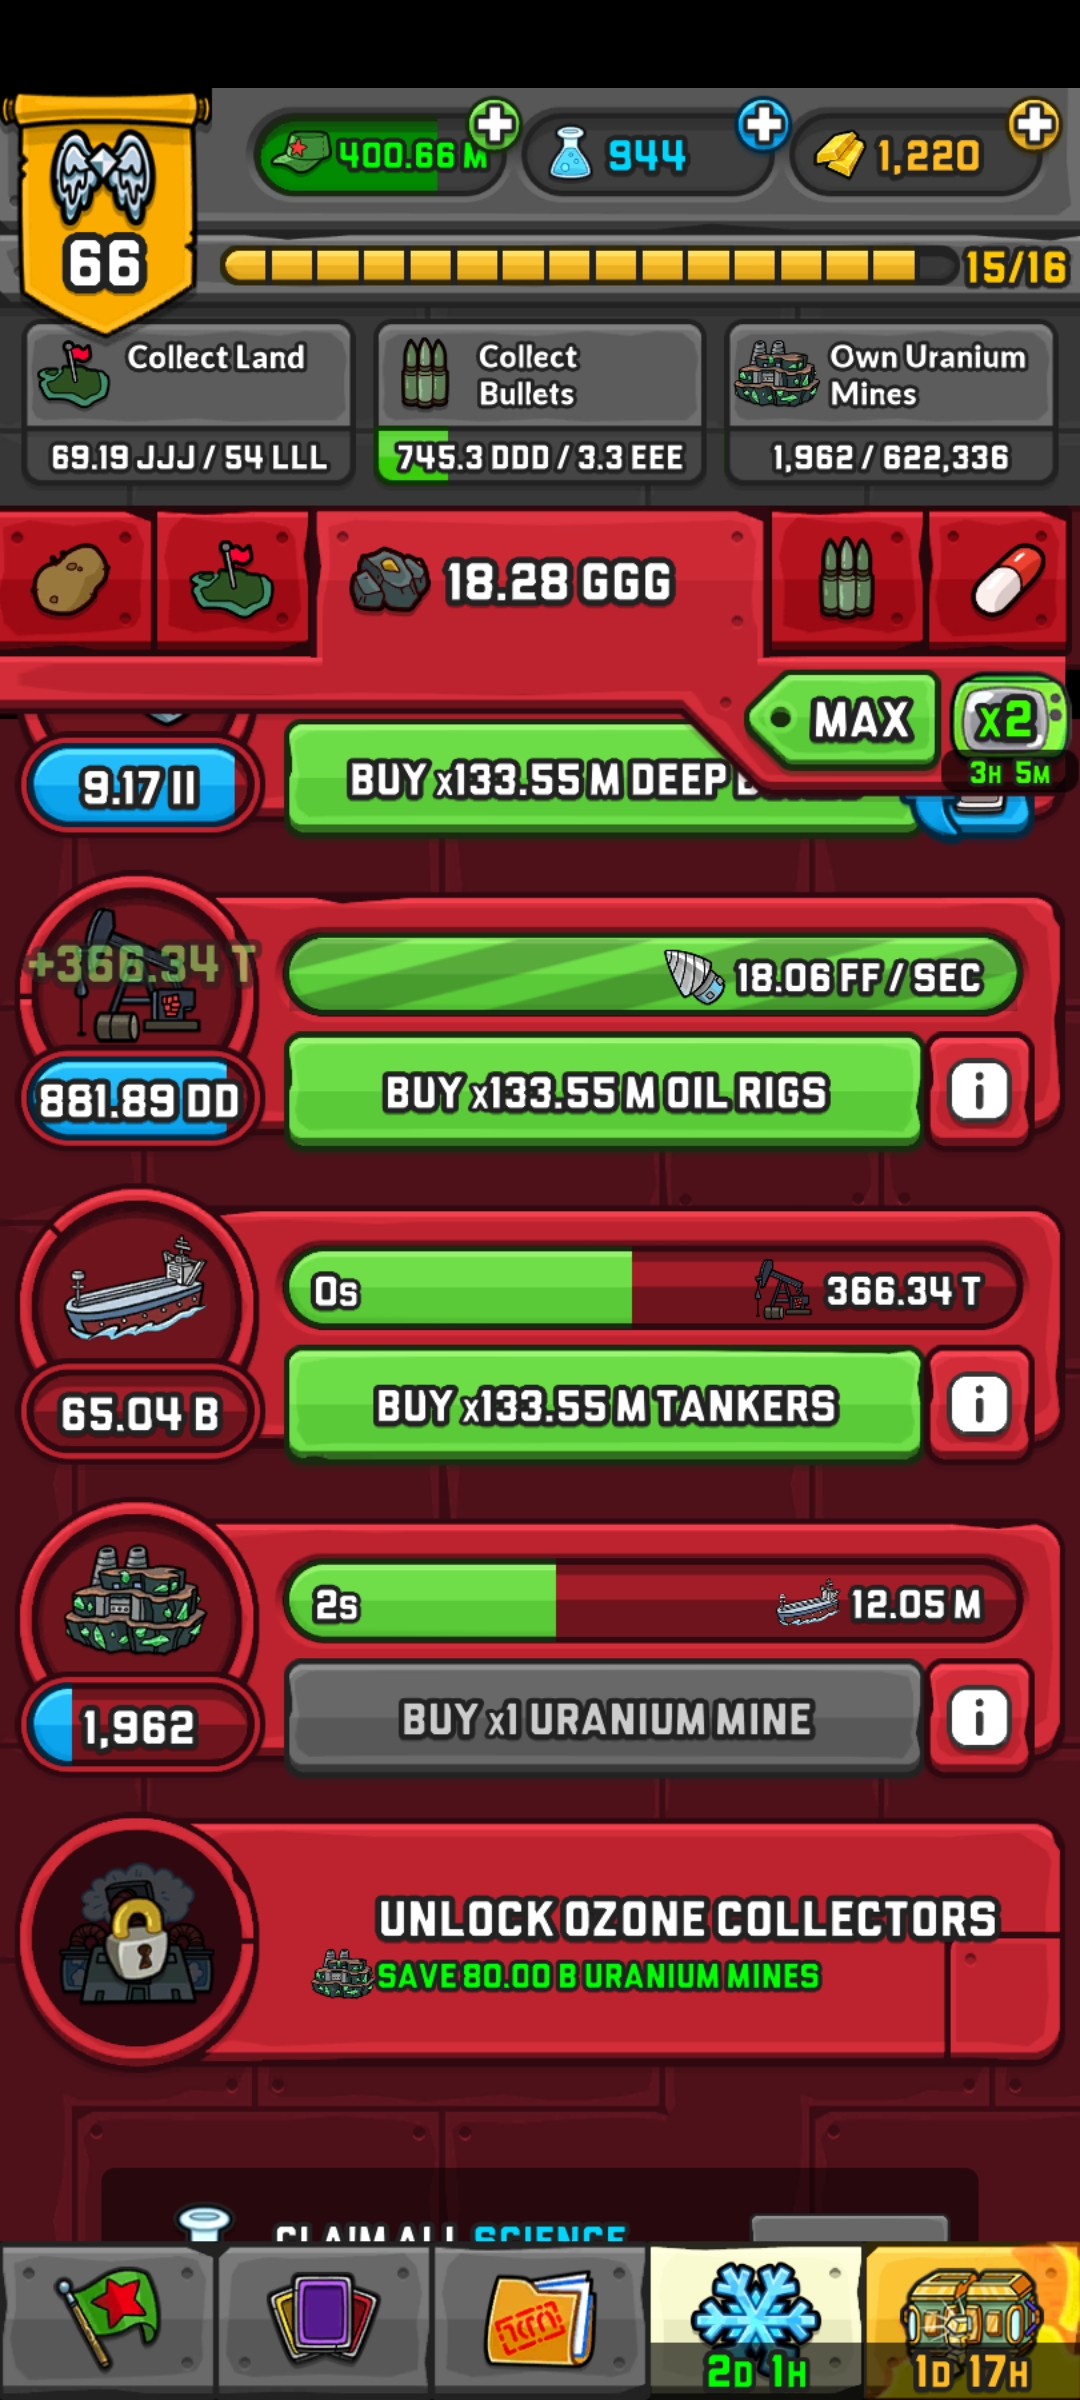 400.66 M
944
1,220
66
15/16
Collect Land
Collect
Bullets
Own Uranium
Mines
69.19 JJJ / 54 LLL
745.3 DDD / 3.3 EEE
1,962 / 622,336
18.28 GGG
MAX
x2
3H 5M
9.17 II
BUY x133.55 M DEEP
+366.34 T
18.06 FF / SEC
881.89 DD
BUY x133.55 M OIL RIGS
i
0s
366.34 T
65.04 B
BUY x133.55 M TANKERS
i
2s
12.05 M
1,962
BUY x1 URANIUM MINE
i
UNLOCK OZONE COLLECTORS
SAVE 80.00 B URANIUM MINES
CLAIM ALL SCIENCE
2D 1H
1D 17H